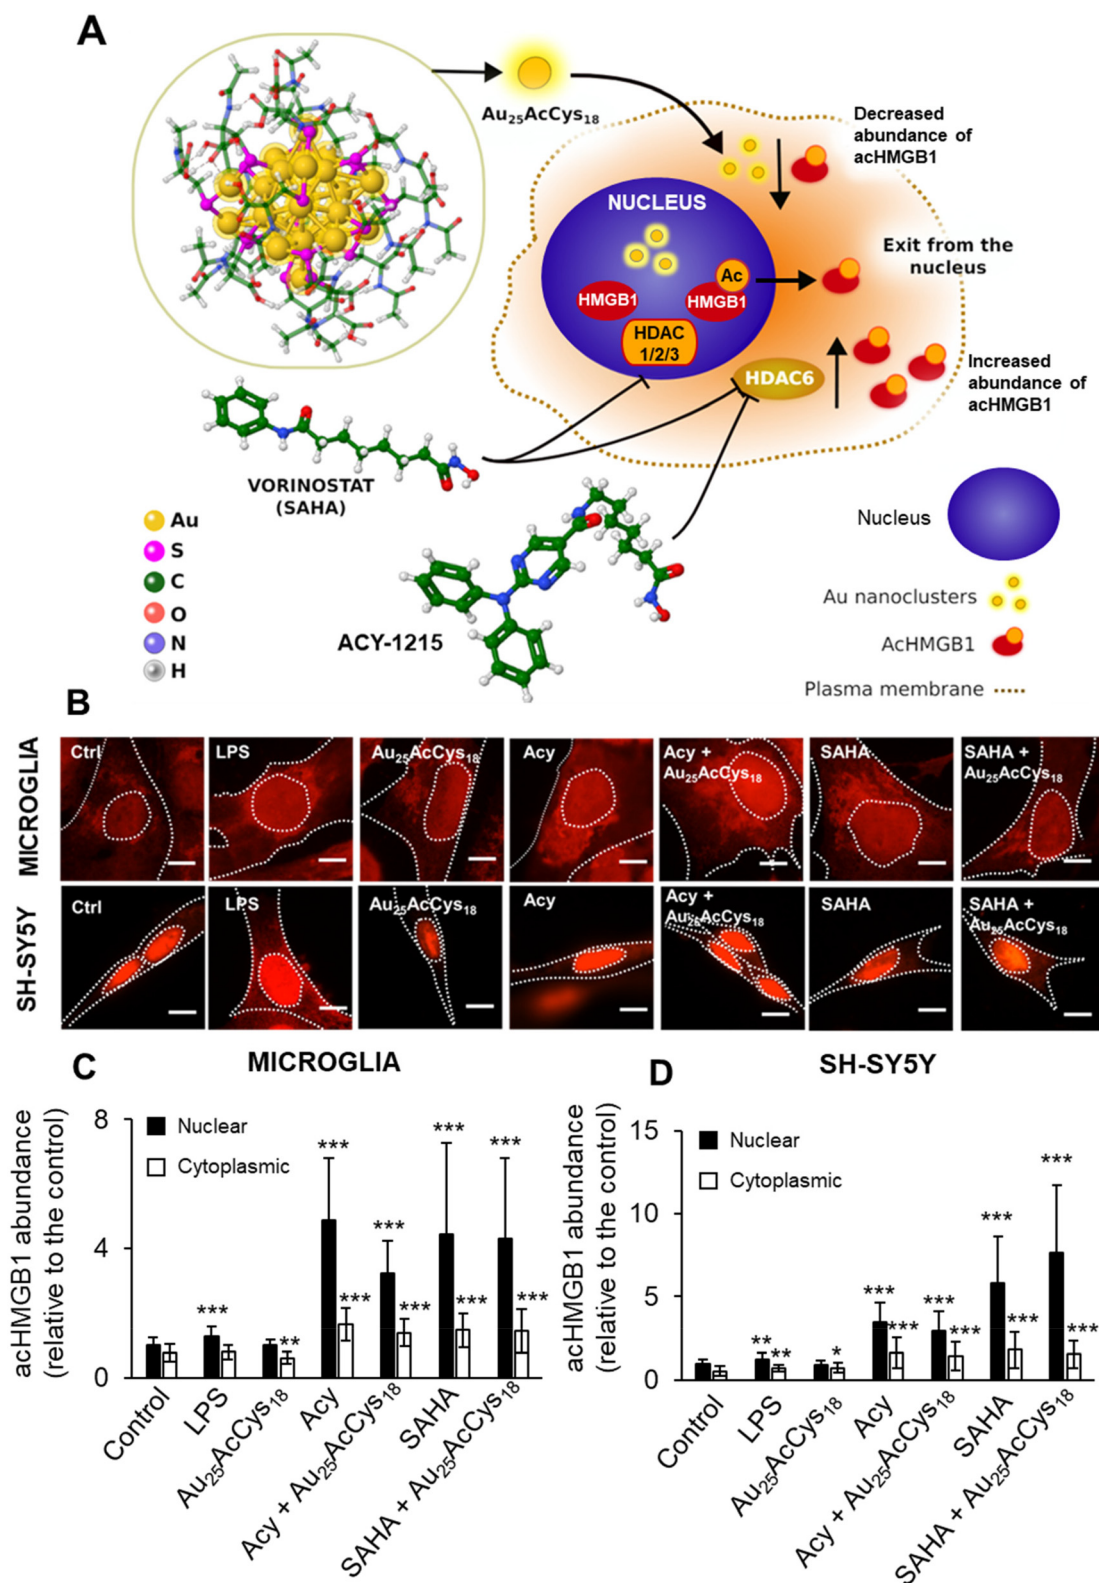 A
Au₂₅AcCys₁₈
Decreased
abundance of
acHMGB1
NUCLEUS
Exit from the
nucleus
Ac
HMGB1
HMGB1
HDAC
1/2/3
HDAC6
Increased
abundance of
acHMGB1
VORINOSTAT
(SAHA)
Au
S
C
O
N
H
ACY-1215
Nucleus
Au nanoclusters
AcHMGB1
Plasma membrane
B
MICROGLIA
Ctrl
LPS
Au₂₅AcCys₁₈
Acy
Acy +
Au₂₅AcCys₁₈
SAHA
SAHA +
Au₂₅AcCys₁₈
SH-SY5Y
Ctrl
LPS
Au₂₅AcCys₁₈
Acy
Acy +
Au₂₅AcCys₁₈
SAHA
SAHA +
Au₂₅AcCys₁₈
C
MICROGLIA
acHMGB1 abundance
(relative to the control)
8
4
0
Nuclear
Cytoplasmic
***
**
***
***
***
***
***
***
***
***
Control
LPS
Au₂₅AcCys₁₈
Acy
Acy + Au₂₅AcCys₁₈
SAHA
SAHA + Au₂₅AcCys₁₈
D
SH-SY5Y
acHMGB1 abundance
(relative to the control)
15
10
5
0
Nuclear
Cytoplasmic
**
**
*
***
***
***
***
***
***
***
***
Control
LPS
Au₂₅AcCys₁₈
Acy
Acy + Au₂₅AcCys₁₈
SAHA
SAHA + Au₂₅AcCys₁₈